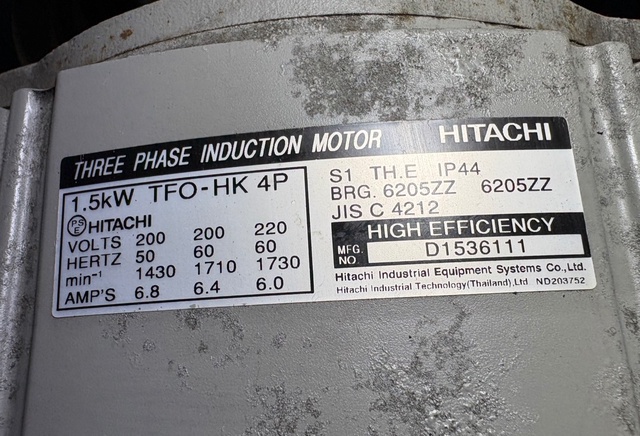 THREE PHASE INDUCTION MOTOR HITACHI
1.5kW TFO-HK 4P
PS E HITACHI
VOLTS 200 200 220
HERTZ 50 60 60
min⁻¹ 1430 1710 1730
AMP'S 6.8 6.4 6.0
S1 TH.E IP44
BRG. 6205ZZ 6205ZZ
JIS C 4212
HIGH EFFICIENCY
MFG. NO. D1536111
Hitachi Industrial Equipment Systems Co.,Ltd.
Hitachi Industrial Technology(Thailand),Ltd ND203752